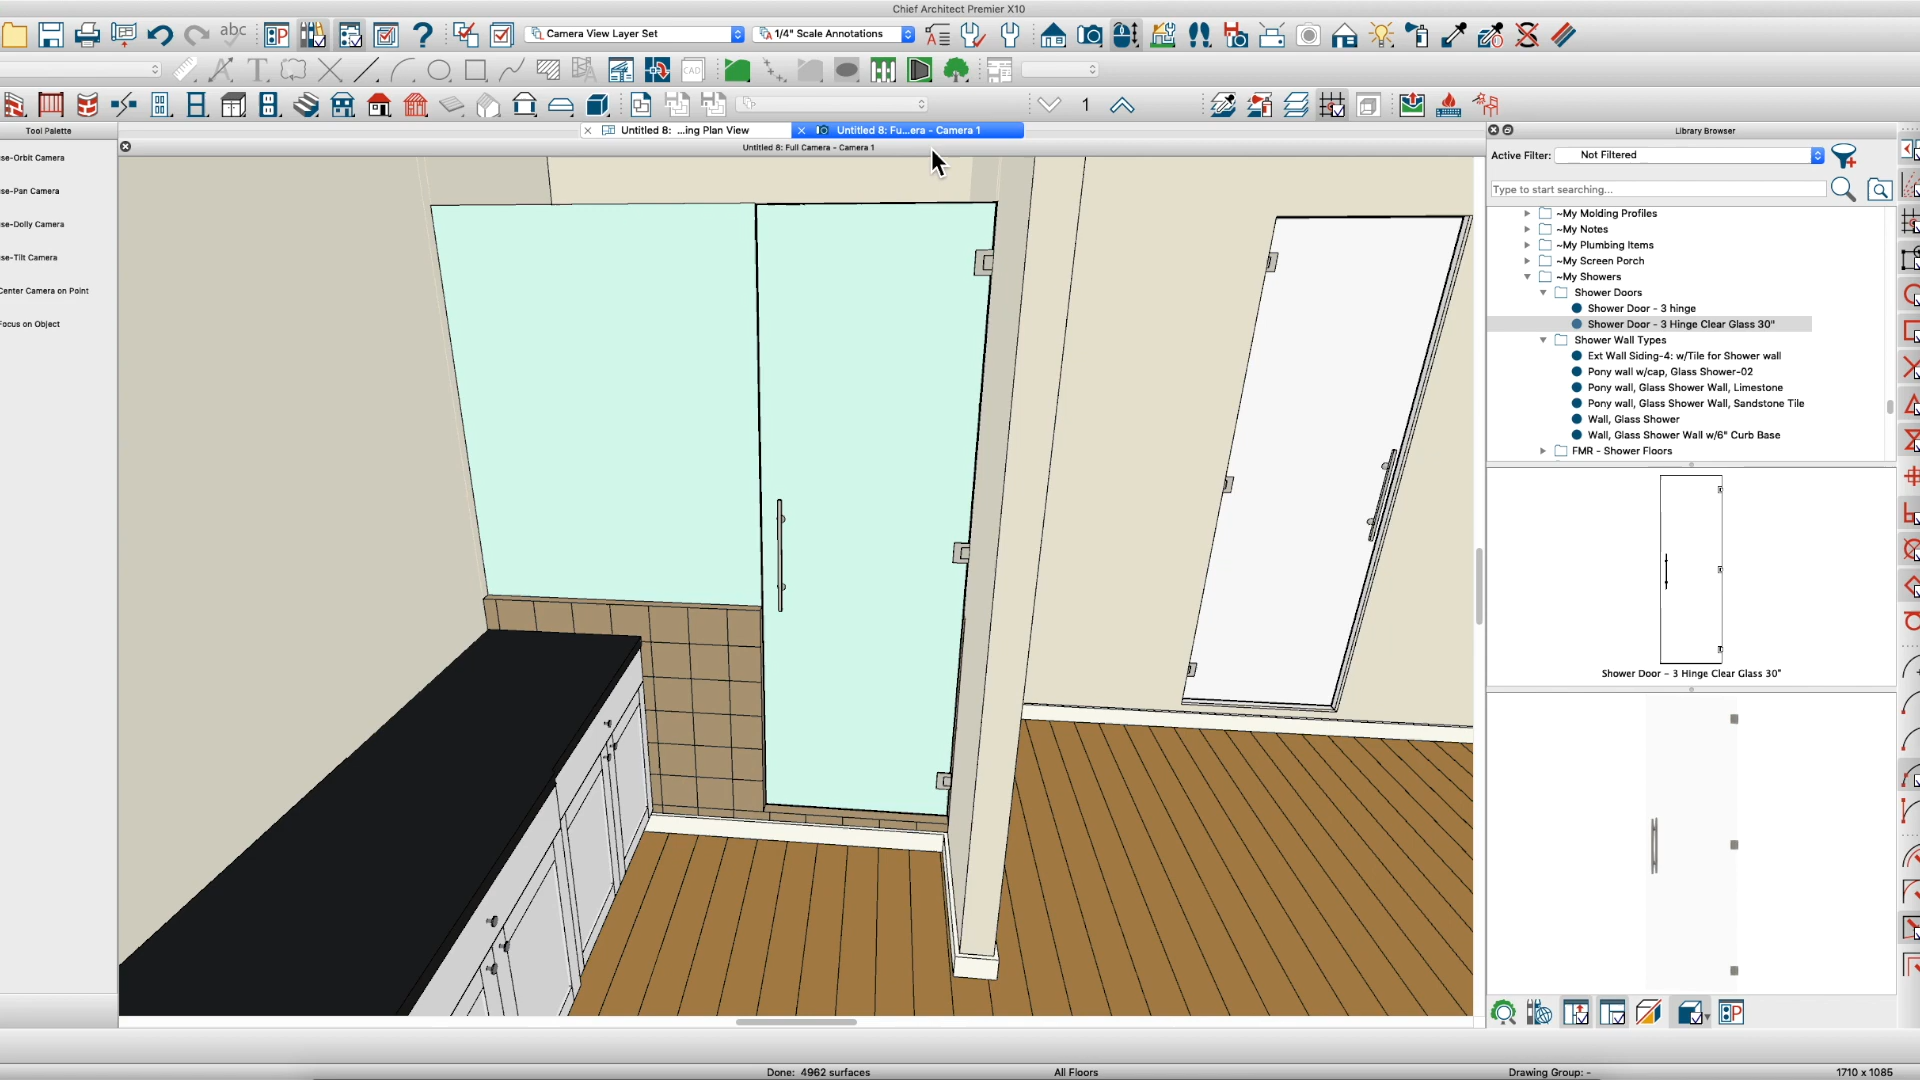 Chief Architect Premier X10
abc
Camera View Layer Set
1/4" Scale Annotations
CAD
1
Tool Palette
Untitled 8: ...ing Plan View
Untitled 8: Fu...era - Camera 1
Library Browser
Untitled 8: Full Camera - Camera 1
se-Orbit Camera
se-Pan Camera
se-Dolly Camera
se-Tilt Camera
Center Camera on Point
Focus on Object
Active Filter:
Not Filtered
Type to start searching...
~My Molding Profiles
~My Notes
~My Plumbing Items
~My Screen Porch
~My Showers
Shower Doors
Shower Door - 3 hinge
Shower Door - 3 Hinge Clear Glass 30"
Shower Wall Types
Ext Wall Siding-4: w/Tile for Shower wall
Pony wall w/cap, Glass Shower-02
Pony wall, Glass Shower Wall, Limestone
Pony wall, Glass Shower Wall, Sandstone Tile
Wall, Glass Shower
Wall, Glass Shower Wall w/6" Curb Base
FMR - Shower Floors
Shower Door - 3 Hinge Clear Glass 30"
Done: 4962 surfaces
All Floors
Drawing Group: -
1710 x 1085